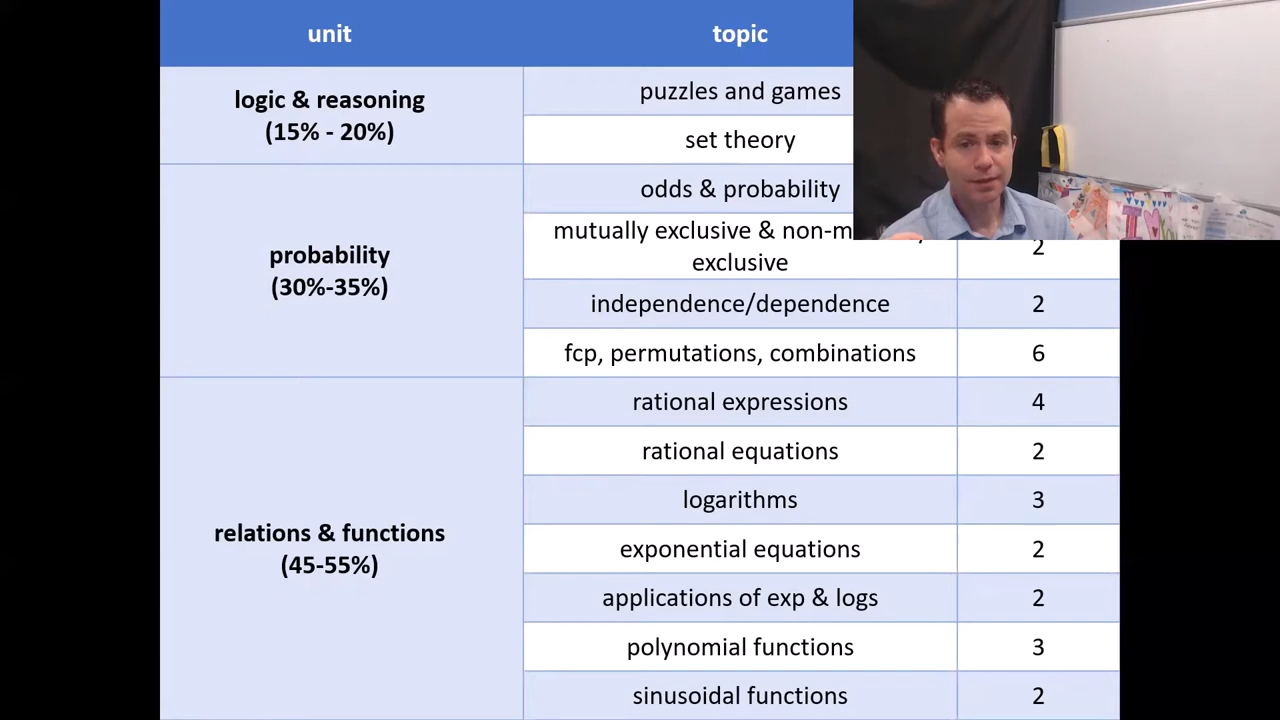 unit
topic
logic & reasoning
(15% - 20%)
puzzles and games
set theory
probability
(30%-35%)
odds & probability
mutually exclusive & non-m
exclusive
2
independence/dependence
2
fcp, permutations, combinations
6
relations & functions
(45-55%)
rational expressions
4
rational equations
2
logarithms
3
exponential equations
2
applications of exp & logs
2
polynomial functions
3
sinusoidal functions
2